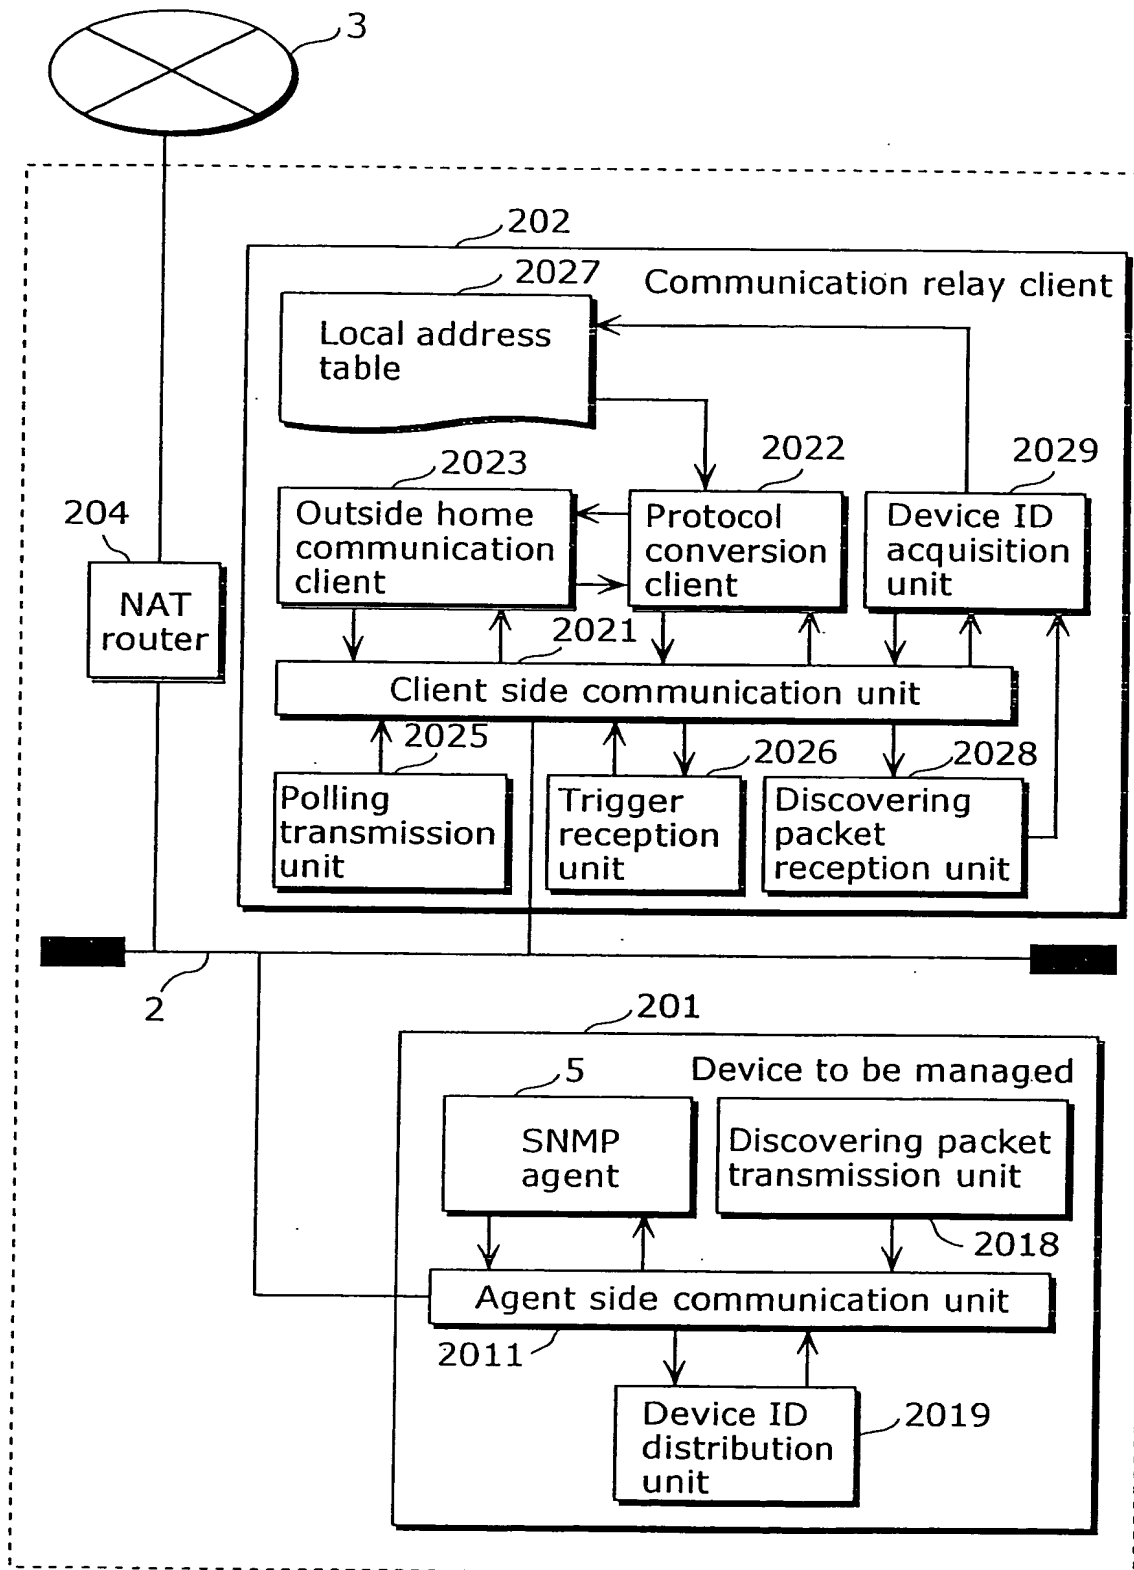 3
202
2027
Communication relay client
Local address
table
2023
2022
2029
204
Outside home
communication
client
Protocol
conversion
client
Device ID
acquisition
unit
NAT
router
2021
Client side communication unit
2025
2026
2028
Polling
transmission
unit
Trigger
reception
unit
Discovering
packet
reception unit
2
201
5
Device to be managed
SNMP
agent
Discovering packet
transmission unit
2018
Agent side communication unit
2011
Device ID
distribution
unit
2019